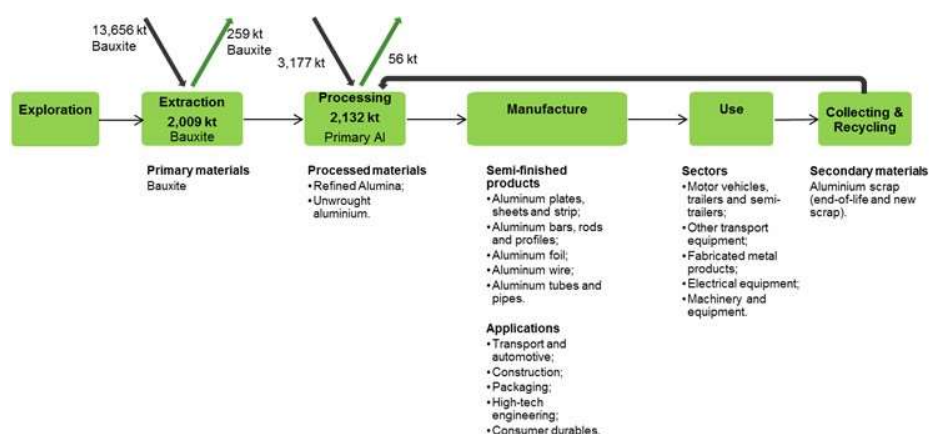 13,656 kt
Bauxite
259 kt
Bauxite
3,177 kt
56 kt
Exploration
Extraction
2,009 kt
Bauxite
Processing
2,132 kt
Primary Al
Manufacture
Use
Collecting &
Recycling
Primary materials
Bauxite
Processed materials
•Refined Alumina;
•Unwrought
aluminium.
Semi-finished
products
•Aluminum plates,
sheets and strip;
•Aluminum bars, rods
and profiles;
•Aluminum foil;
•Aluminum wire;
•Aluminum tubes and
pipes.
Applications
•Transport and
automotive;
•Construction;
•Packaging;
•High-tech
engineering;
•Consumer durables.
Sectors
•Motor vehicles,
trailers and semi-
trailers;
•Other transport
equipment;
•Fabricated metal
products;
•Electrical equipment;
•Machinery and
equipment.
Secondary materials
Aluminium scrap
(end-of-life and new
scrap).